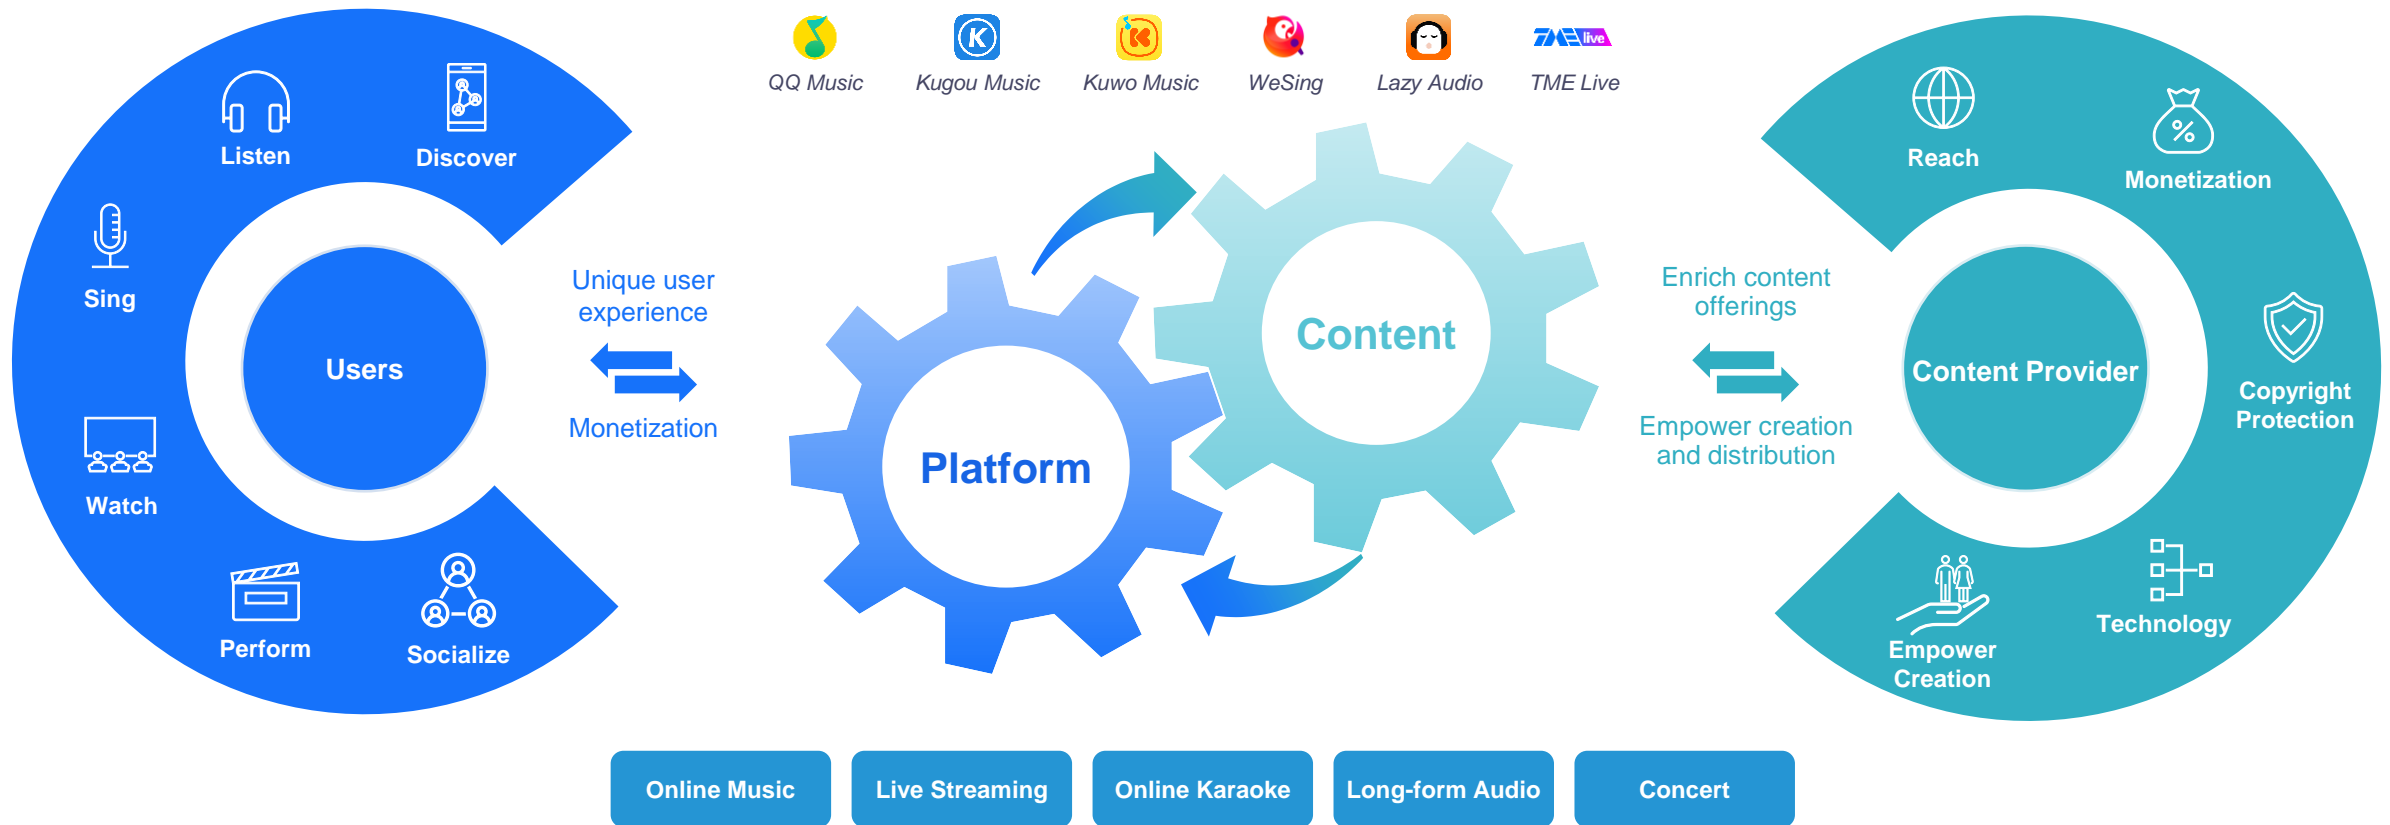 TME live
QQ Music
Kugou Music
Kuwo Music
WeSing
Lazy Audio
TME Live
Listen
Discover
Sing
Users
Watch
Perform
Socialize
Unique user
experience
Monetization
Platform
Content
Enrich content
offerings
Empower creation
and distribution
Reach
Monetization
Content Provider
Copyright
Protection
Technology
Empower
Creation
Online Music
Live Streaming
Online Karaoke
Long-form Audio
Concert